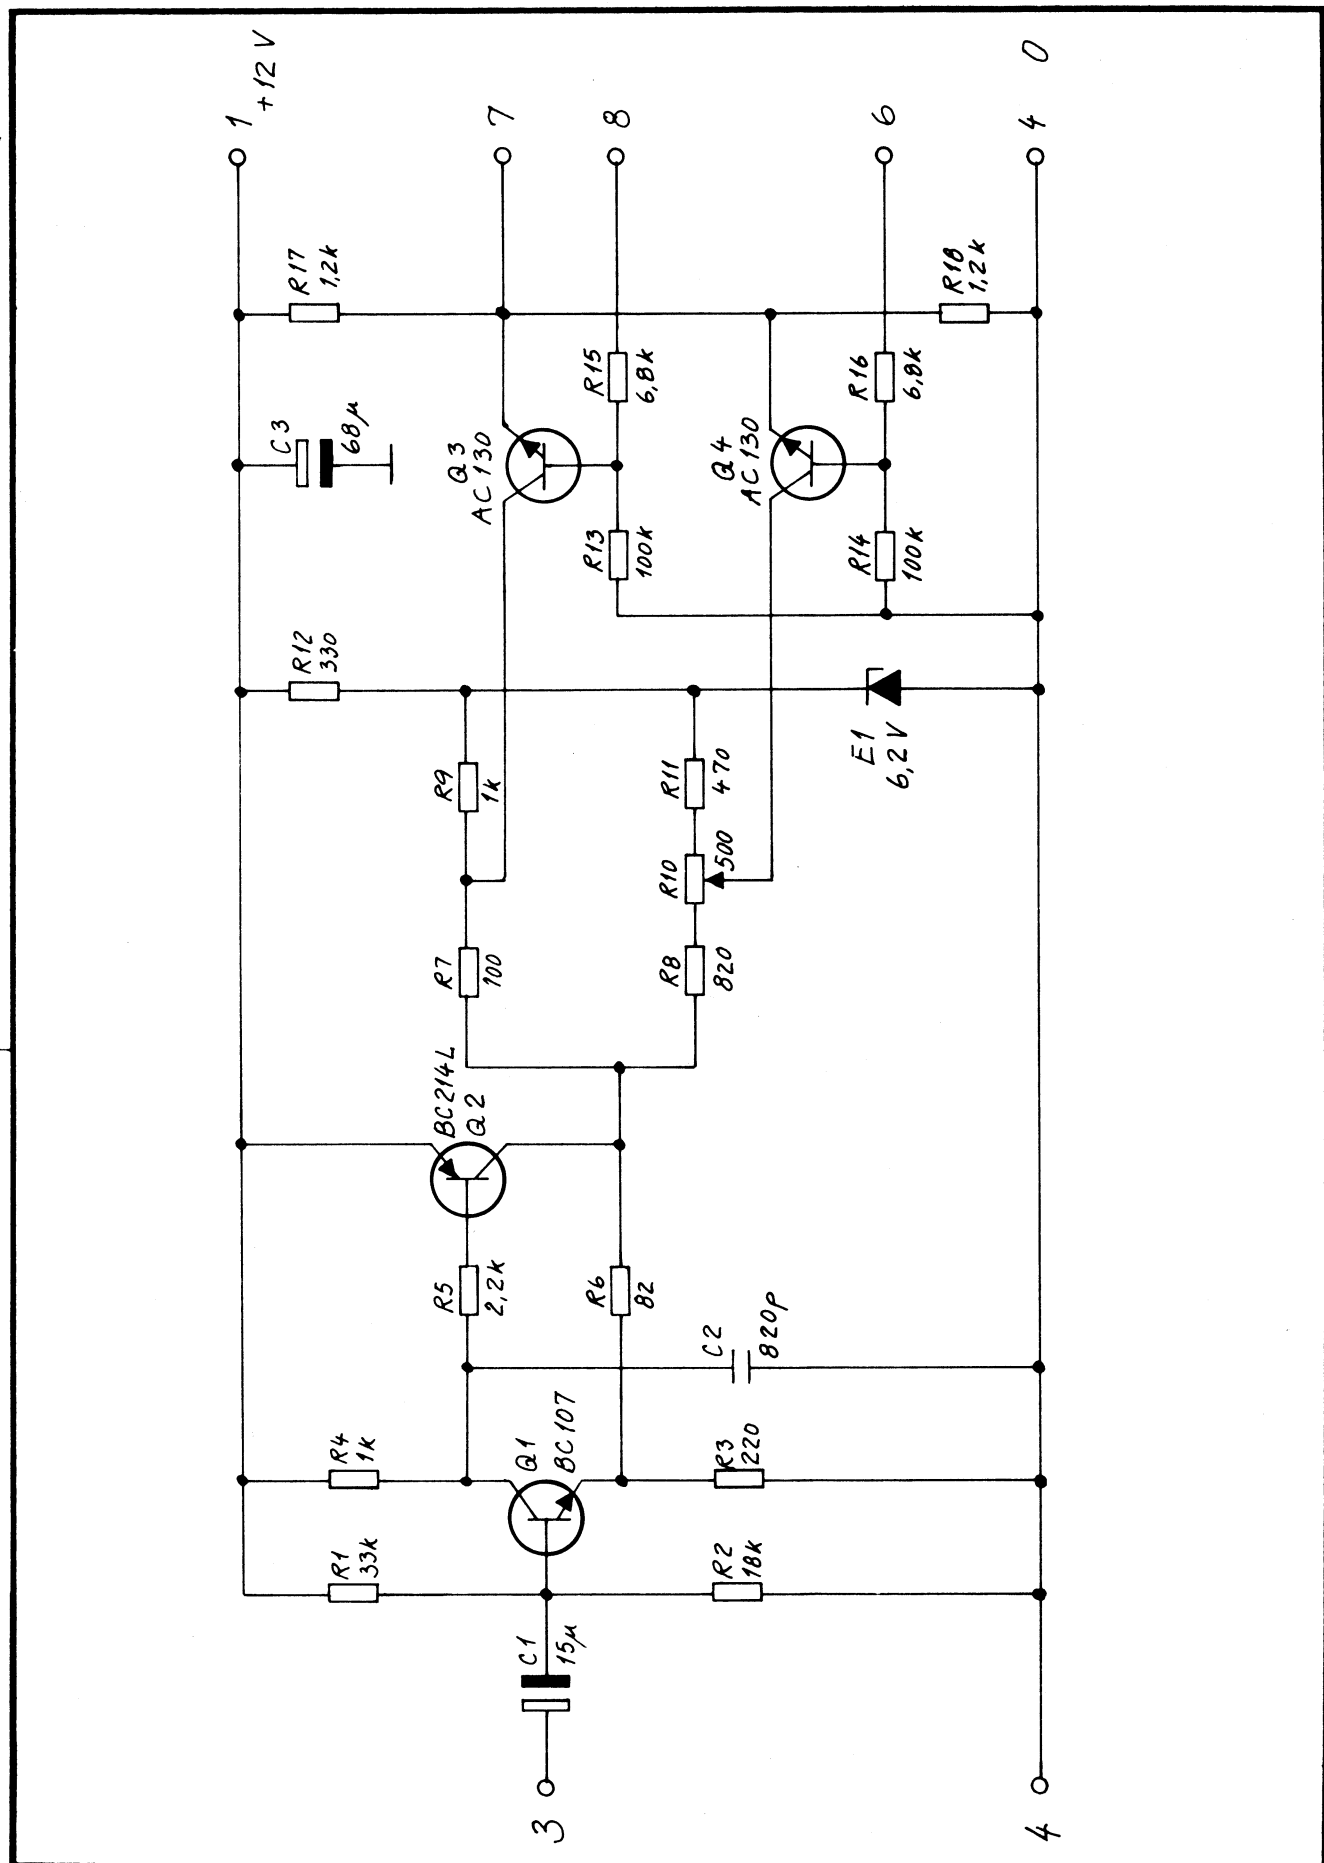 1
+12 V
R1
33k
R4
1k
R12
330
C3
68µ
R17
1,2k
BC214L
Q2
R5
2,2k
R7
100
R9
1k
Q3
AC130
7
3
C1
15µ
Q1
BC107
R6
82
R15
6,8k
R13
100k
8
R8
820
R10
500
R11
470
C2
820p
R2
18k
R3
220
Q4
AC130
E1
6,2V
R14
100k
R16
6,8k
6
R18
1,2k
4
4
0